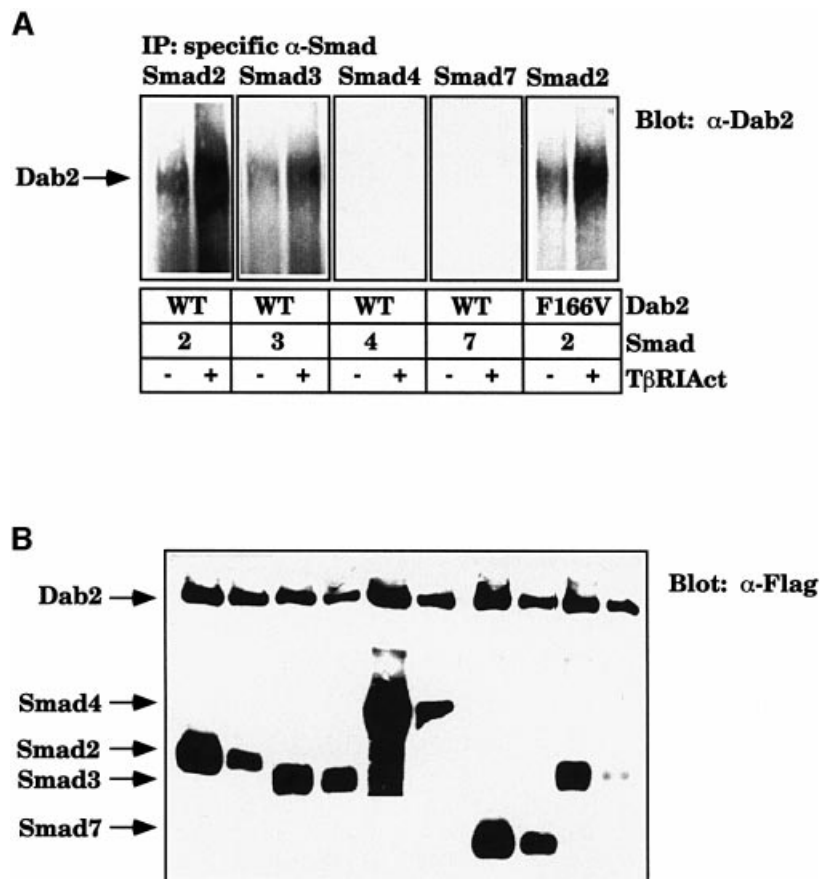 A
IP: specific α-Smad
Smad2 Smad3 Smad4 Smad7 Smad2
Blot: α-Dab2
Dab2
WT WT WT WT F166V Dab2
2 3 4 7 2 Smad
- + - + - + - + - + TβRIAct
B
Blot: α-Flag
Dab2
Smad4
Smad2
Smad3
Smad7